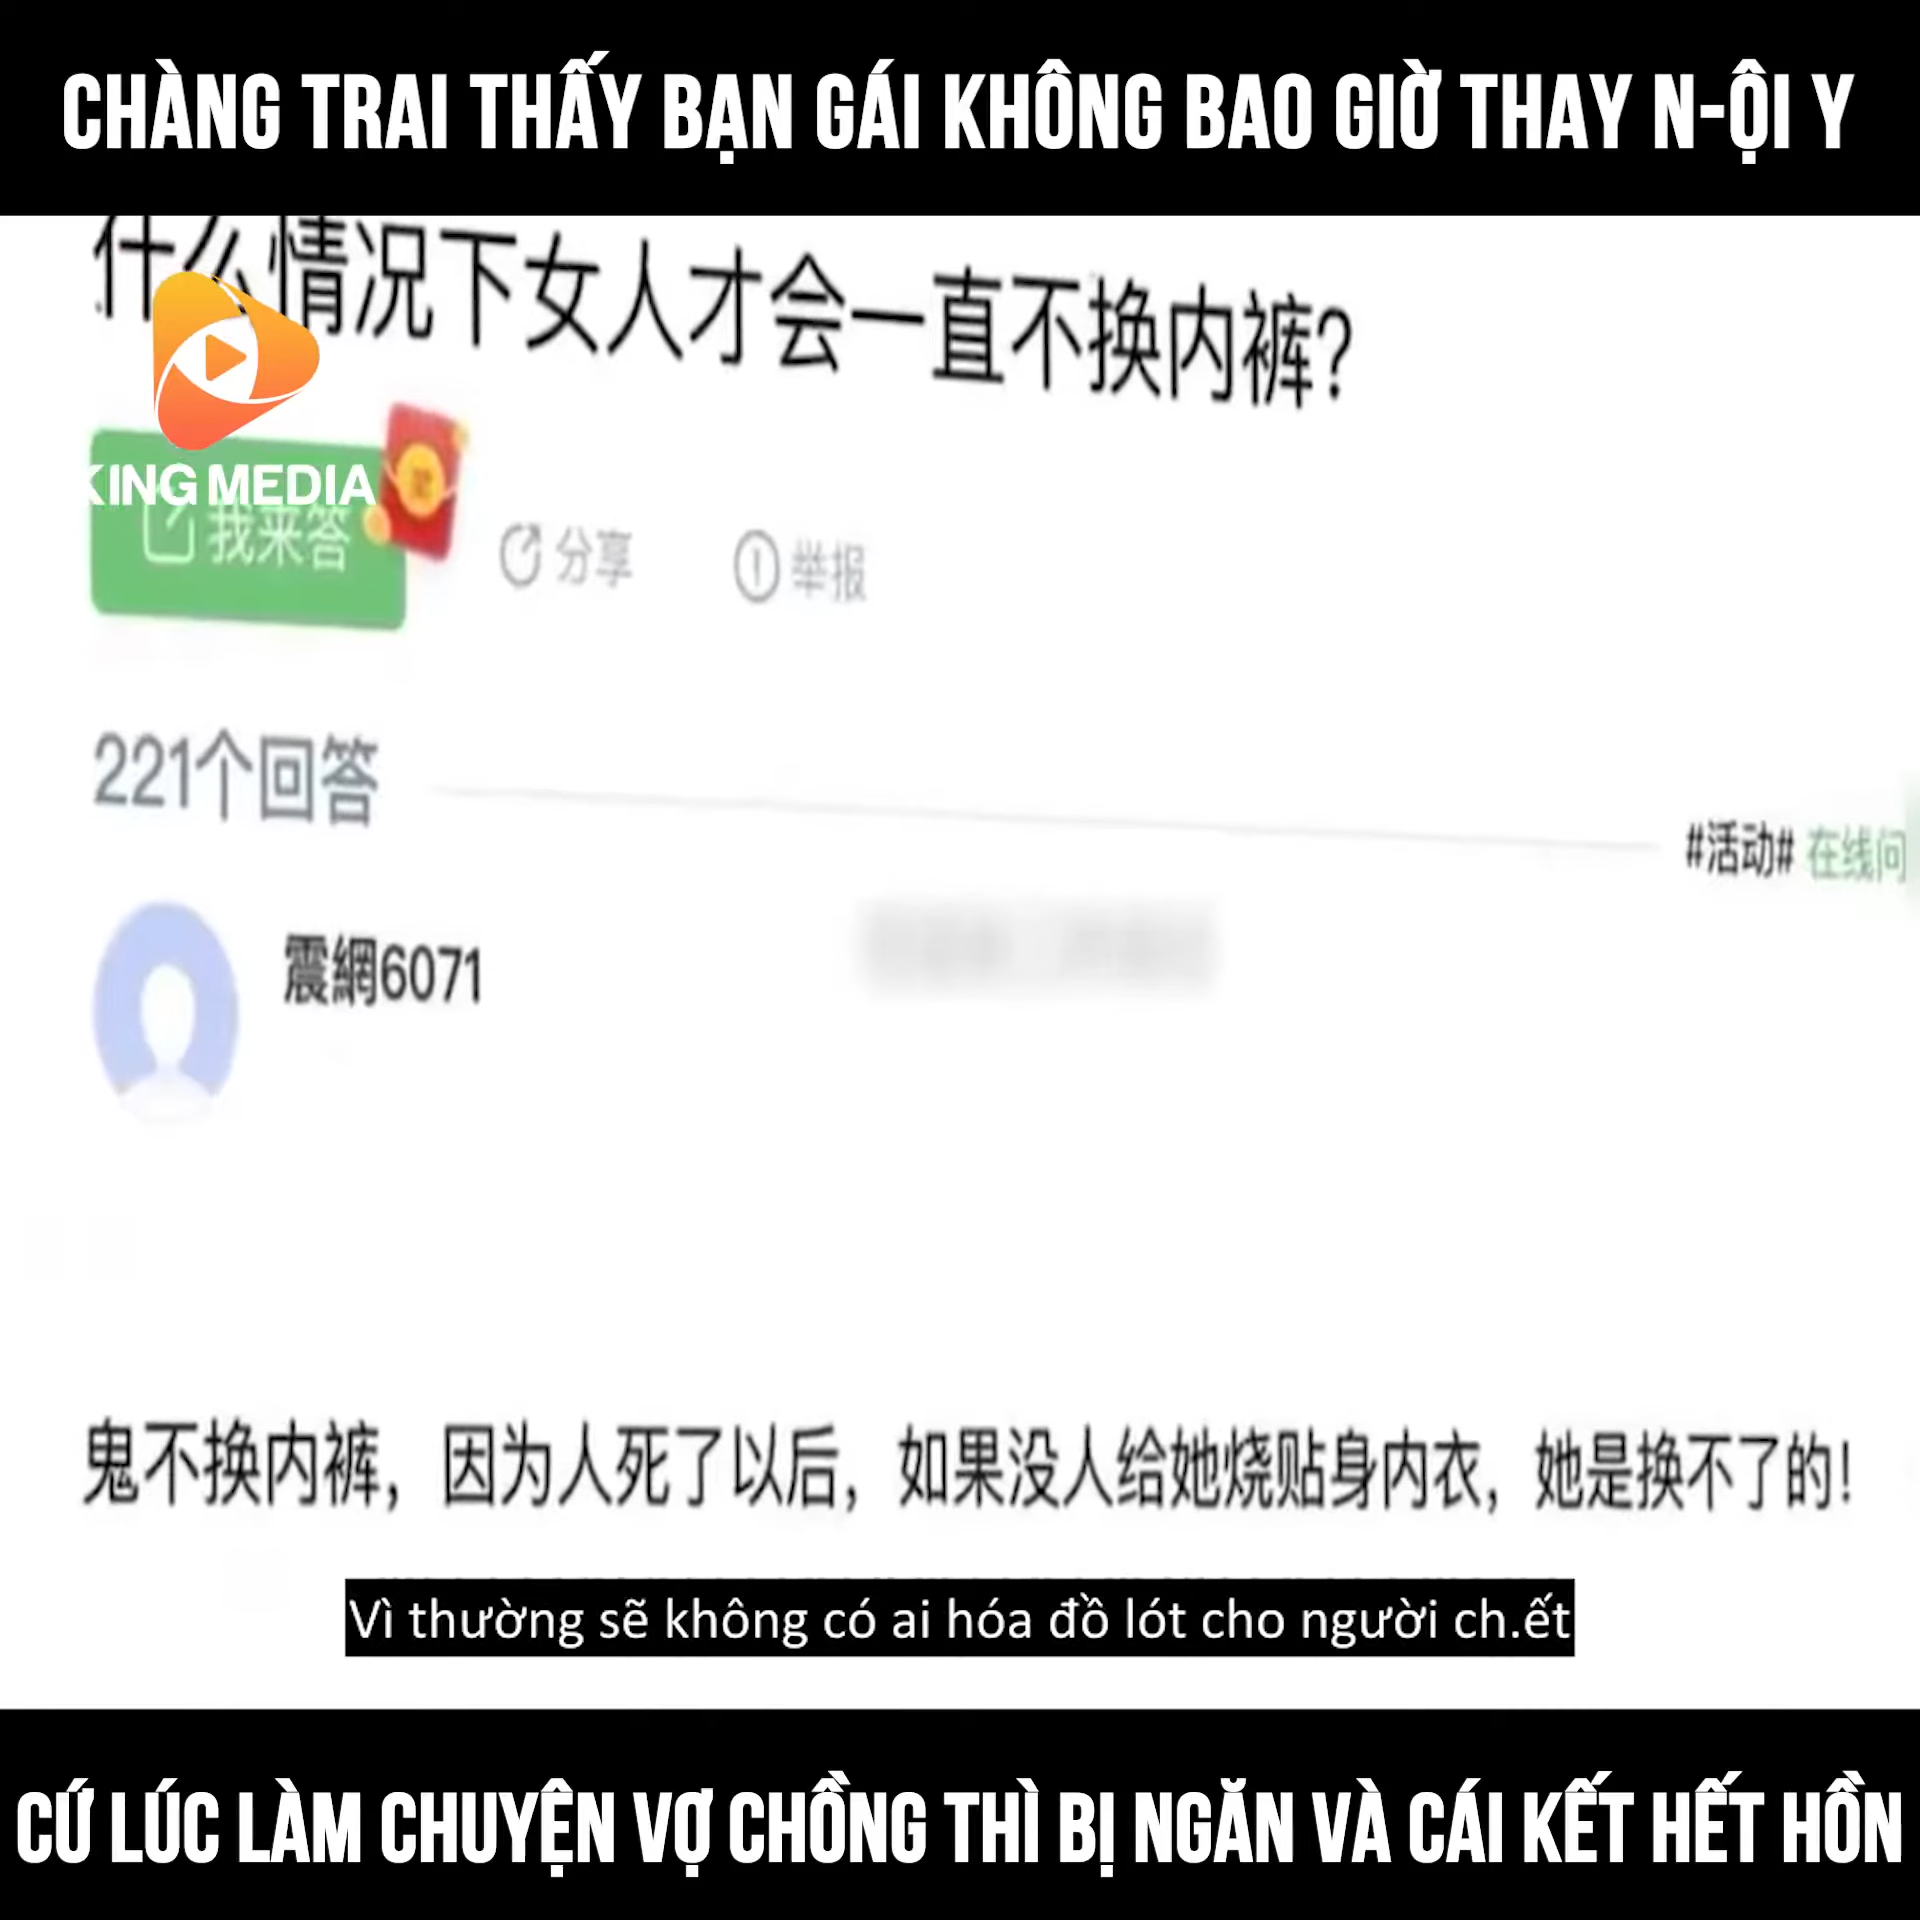 CHÀNG TRAI THẤY BẠN GÁI KHÔNG BAO GIỜ THAY N-ỘI Y
什么情况下女人才会一直不换内裤?
KING MEDIA
我来答
分享
举报
221个回答
#活动# 在线问
震網6071
鬼不换内裤，因为人死了以后，如果没人给她烧贴身内衣，她是换不了的!
Vì thường sẽ không có ai hóa đồ lót cho người ch.ết
CỨ LÚC LÀM CHUYỆN VỢ CHỒNG THÌ BỊ NGĂN VÀ CÁI KẾT HẾT HỒN